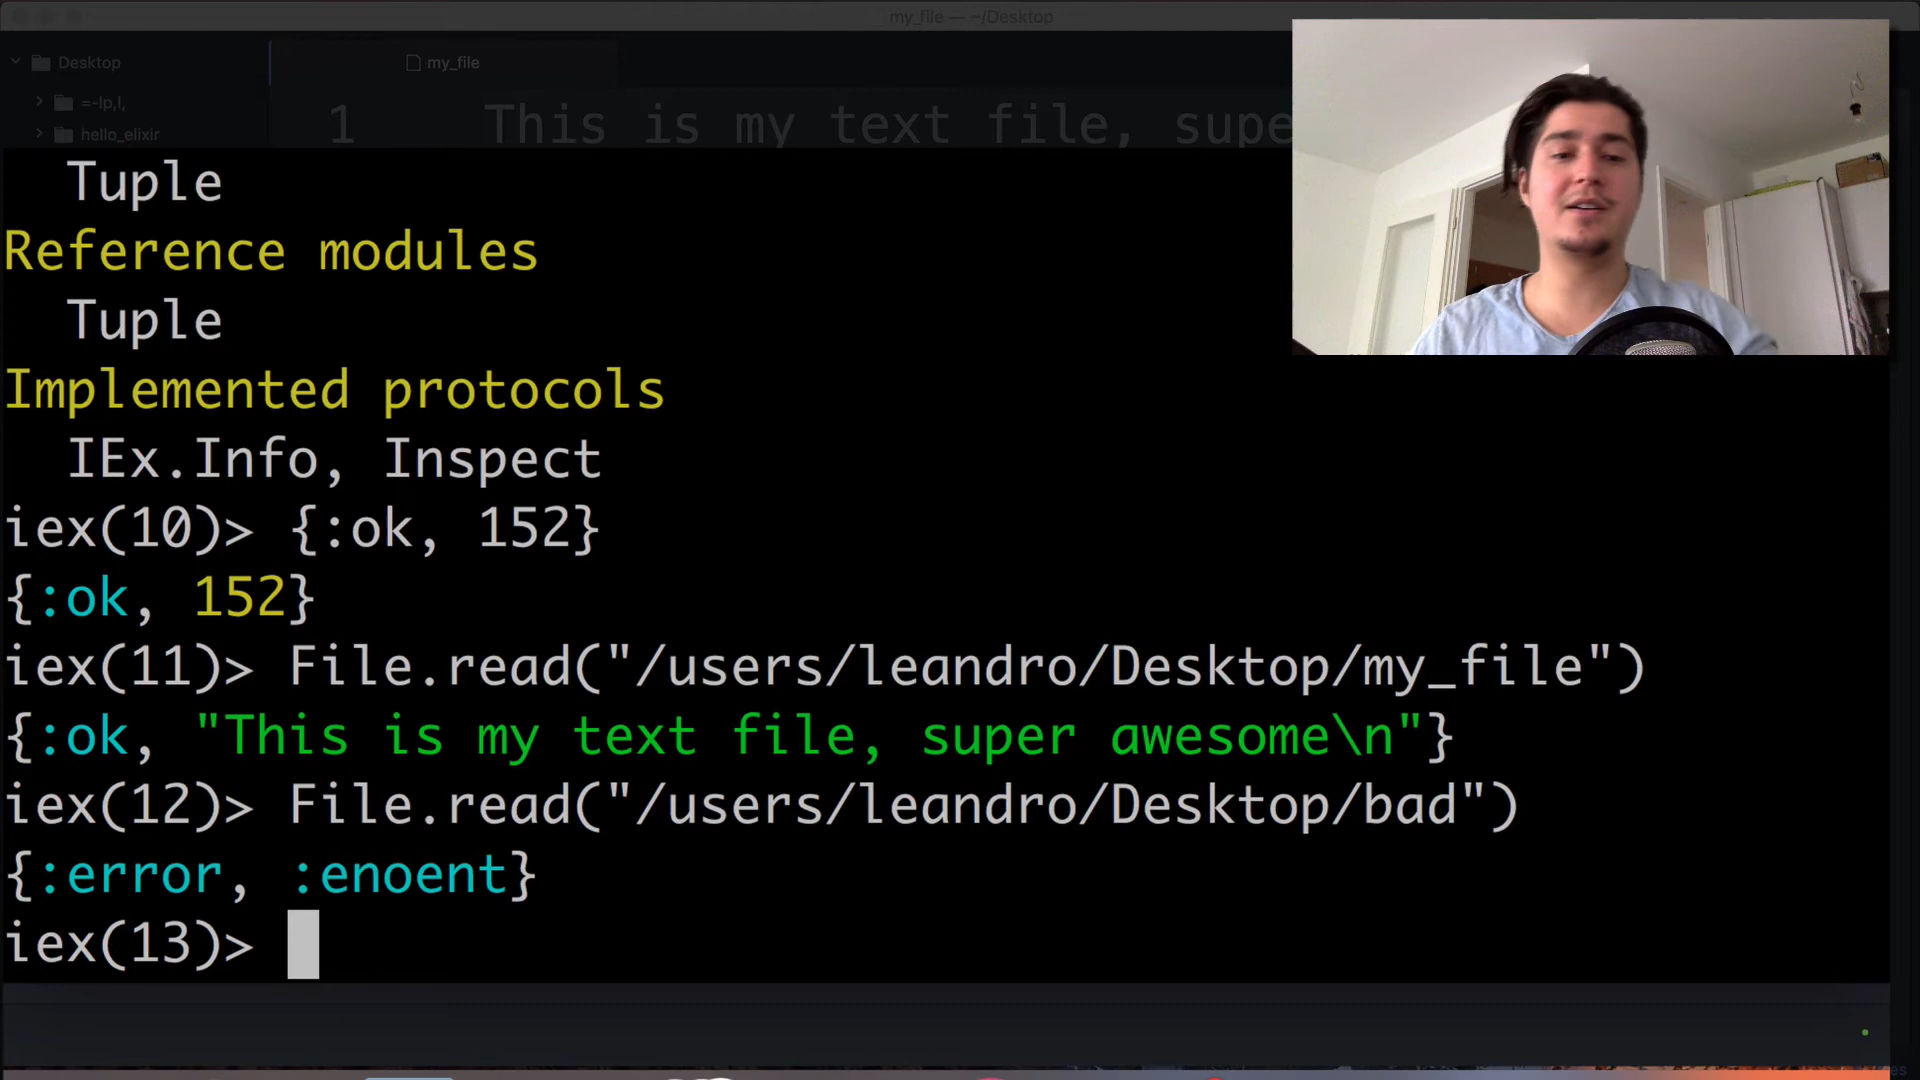 my_file — ~/Desktop
Desktop
my_file
=-lp,l,
hello_elixir
1 This is my text file, supe
Tuple
Reference modules
Tuple
Implemented protocols
IEx.Info, Inspect
iex(10)> {:ok, 152}
{:ok, 152}
iex(11)> File.read("/users/leandro/Desktop/my_file")
{:ok, "This is my text file, super awesome\n"}
iex(12)> File.read("/users/leandro/Desktop/bad")
{:error, :enoent}
iex(13)>